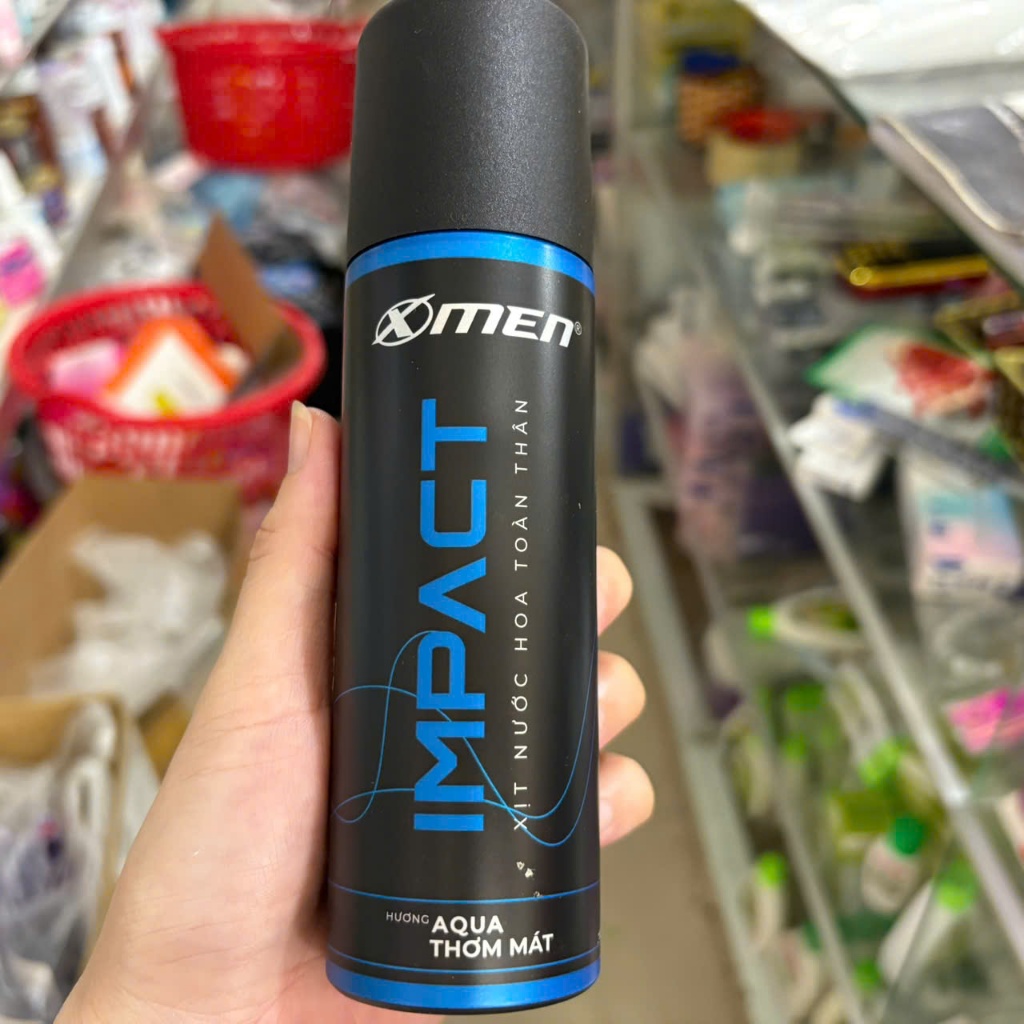 XMEN®
IMPACT
XỊT NƯỚC HOA TOÀN THÂN
HƯƠNG AQUA
THƠM MÁT